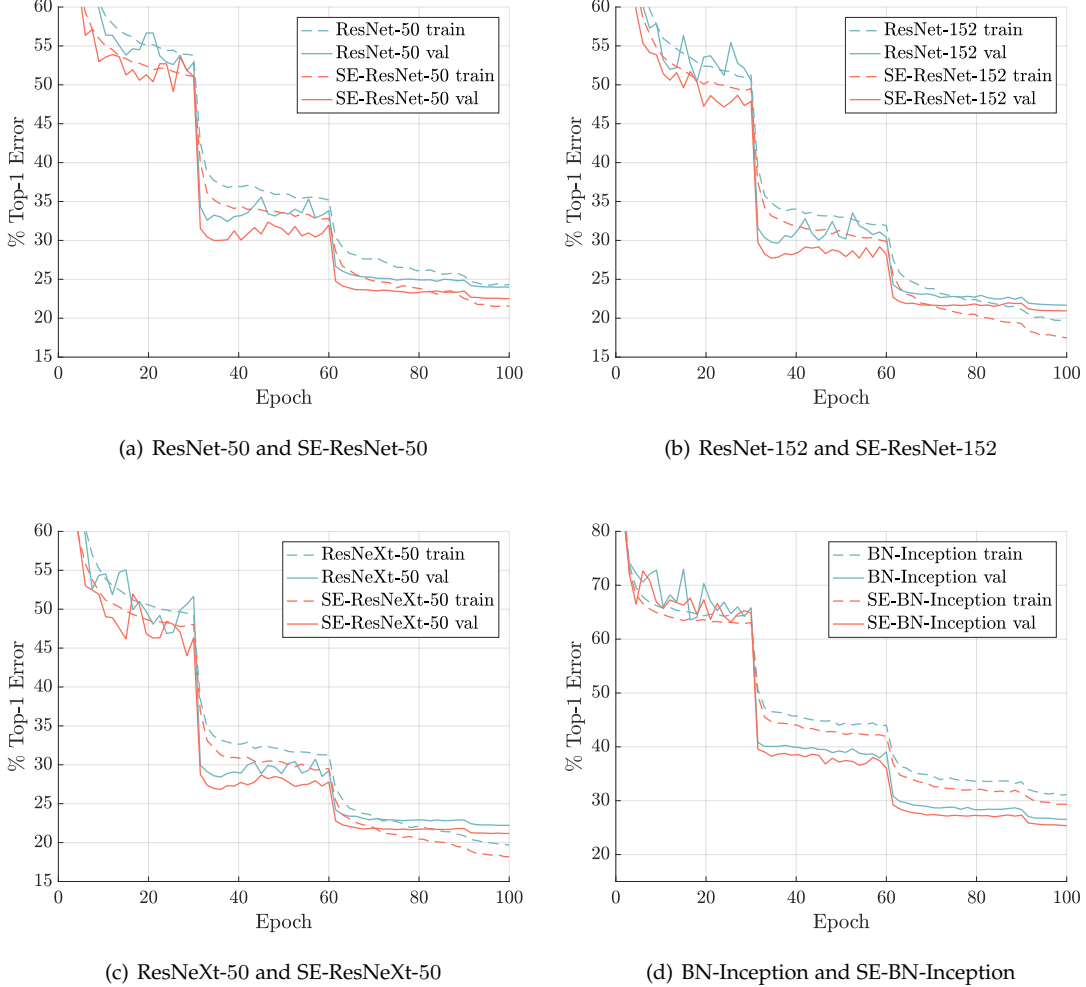 60
55
50
45
40
35
30
25
20
15
% Top-1 Error
ResNet-50 train
ResNet-50 val
SE-ResNet-50 train
SE-ResNet-50 val
0 20 40 60 80 100
Epoch
(a) ResNet-50 and SE-ResNet-50
60
55
50
45
40
35
30
25
20
15
% Top-1 Error
ResNet-152 train
ResNet-152 val
SE-ResNet-152 train
SE-ResNet-152 val
0 20 40 60 80 100
Epoch
(b) ResNet-152 and SE-ResNet-152
60
55
50
45
40
35
30
25
20
15
% Top-1 Error
ResNeXt-50 train
ResNeXt-50 val
SE-ResNeXt-50 train
SE-ResNeXt-50 val
0 20 40 60 80 100
Epoch
(c) ResNeXt-50 and SE-ResNeXt-50
80
70
60
50
40
30
20
% Top-1 Error
BN-Inception train
BN-Inception val
SE-BN-Inception train
SE-BN-Inception val
0 20 40 60 80 100
Epoch
(d) BN-Inception and SE-BN-Inception